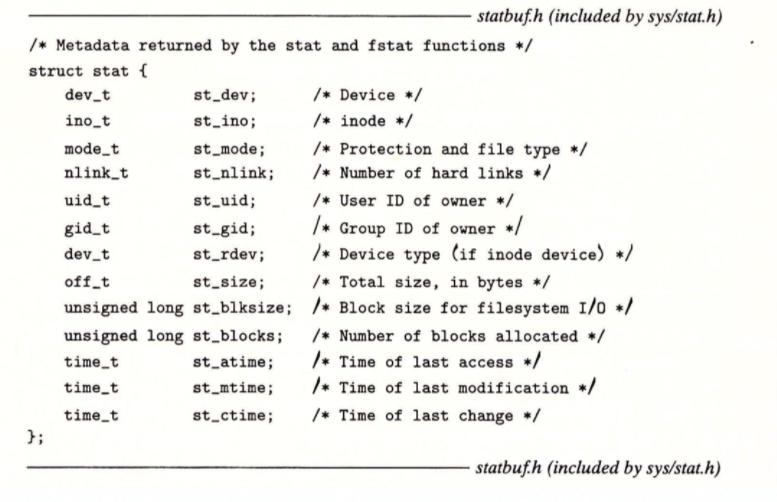 statbuf.h (included by sys/stat.h)
/* Metadata returned by the stat and fstat functions */
struct stat {
    dev_t         st_dev;     /* Device */
    ino_t         st_ino;     /* inode */
    mode_t        st_mode;    /* Protection and file type */
    nlink_t       st_nlink;   /* Number of hard links */
    uid_t         st_uid;     /* User ID of owner */
    gid_t         st_gid;     /* Group ID of owner */
    dev_t         st_rdev;    /* Device type (if inode device) */
    off_t         st_size;    /* Total size, in bytes */
    unsigned long st_blksize; /* Block size for filesystem I/O */
    unsigned long st_blocks;  /* Number of blocks allocated */
    time_t        st_atime;   /* Time of last access */
    time_t        st_mtime;   /* Time of last modification */
    time_t        st_ctime;   /* Time of last change */
};
statbuf.h (included by sys/stat.h)